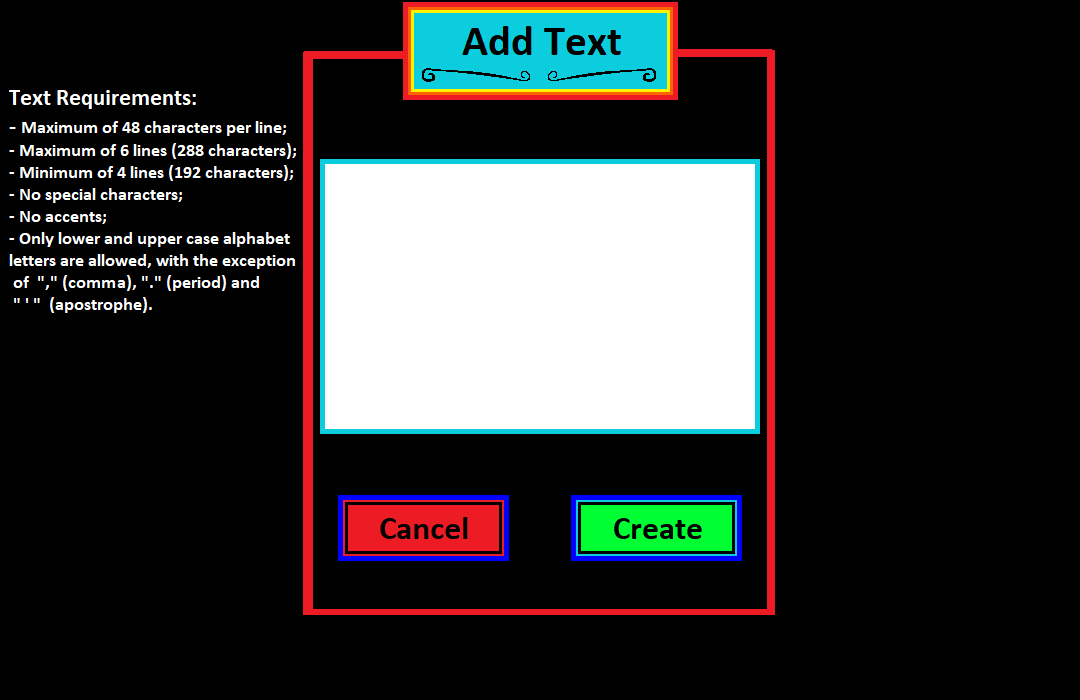 Add Text
Text Requirements:
- Maximum of 48 characters per line;
- Maximum of 6 lines (288 characters);
- Minimum of 4 lines (192 characters);
- No special characters;
- No accents;
- Only lower and upper case alphabet
letters are allowed, with the exception
of "," (comma), "." (period) and
" ' " (apostrophe).
Cancel
Create